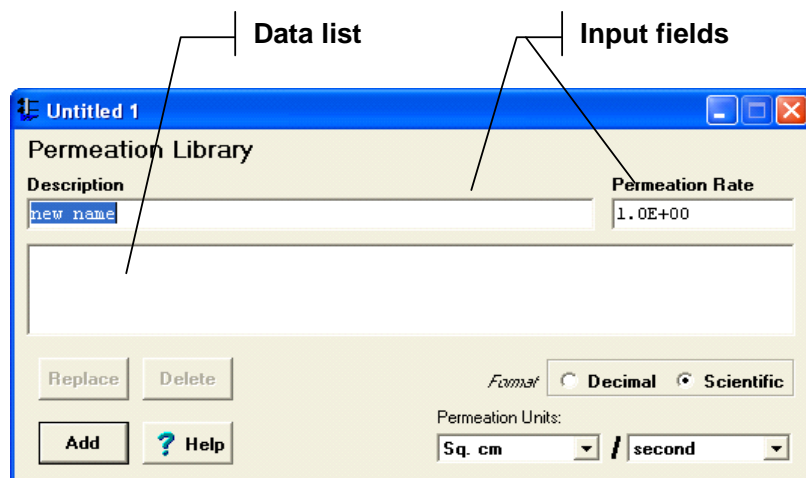 Data list Input fields
Untitled 1
Permeation Library
Description Permeation Rate
new name 1.0E+00
Replace Delete Format Decimal Scientific
Permeation Units:
Add ? Help Sq. cm / second